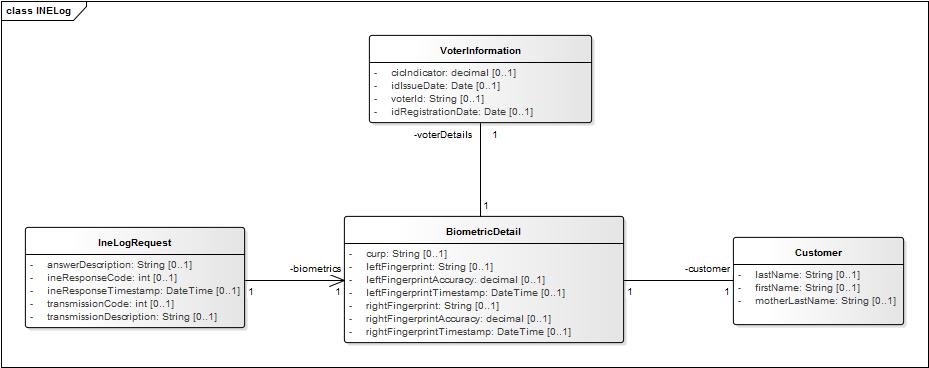 class INELog
VoterInformation
- cicIndicator: decimal [0..1]
- idIssueDate: Date [0..1]
- voterId: String [0..1]
- idRegistrationDate: Date [0..1]
-voterDetails 1
1
IneLogRequest
- answerDescription: String [0..1]
- ineResponseCode: int [0..1]
- ineResponseTimestamp: DateTime [0..1]
- transmissionCode: int [0..1]
- transmissionDescription: String [0..1]
-biometrics
1 1
BiometricDetail
- curp: String [0..1]
- leftFingerprint: String [0..1]
- leftFingerprintAccuracy: decimal [0..1]
- leftFingerprintTimestamp: DateTime [0..1]
- rightFingerprint: String [0..1]
- rightFingerprintAccuracy: decimal [0..1]
- rightFingerprintTimestamp: DateTime [0..1]
-customer
1 1
Customer
- lastName: String [0..1]
- firstName: String [0..1]
- motherLastName: String [0..1]